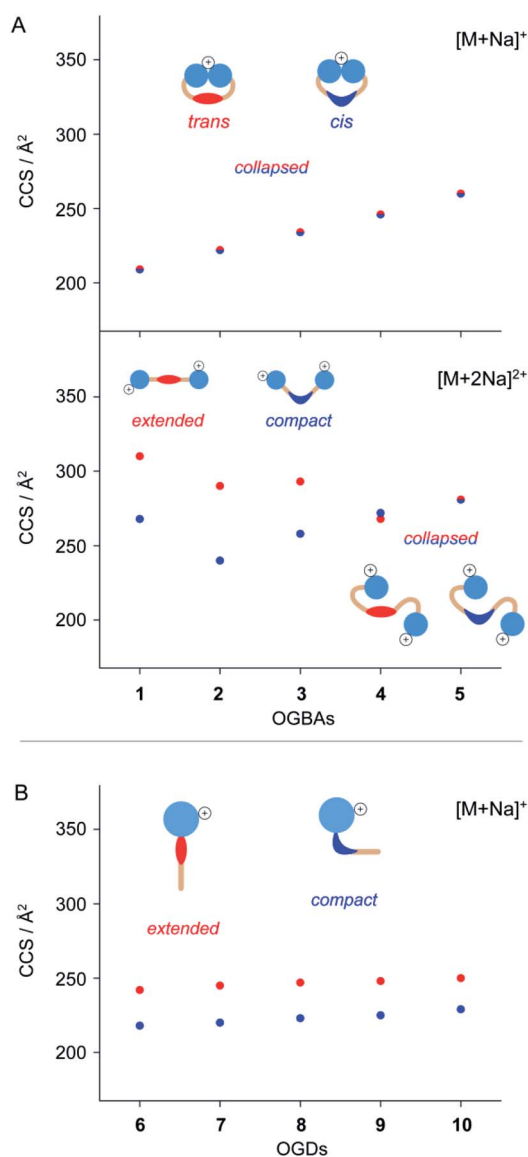 A
[M+Na]⁺
350
300
250
200
CCS / Å²
+
+
trans
cis
collapsed
[M+2Na]²⁺
350
300
250
200
CCS / Å²
+
+
+
+
extended
compact
collapsed
+
+
+
+
1 2 3 4 5
OGBAs
B
[M+Na]⁺
350
300
250
200
CCS / Å²
+
+
extended
compact
6 7 8 9 10
OGDs